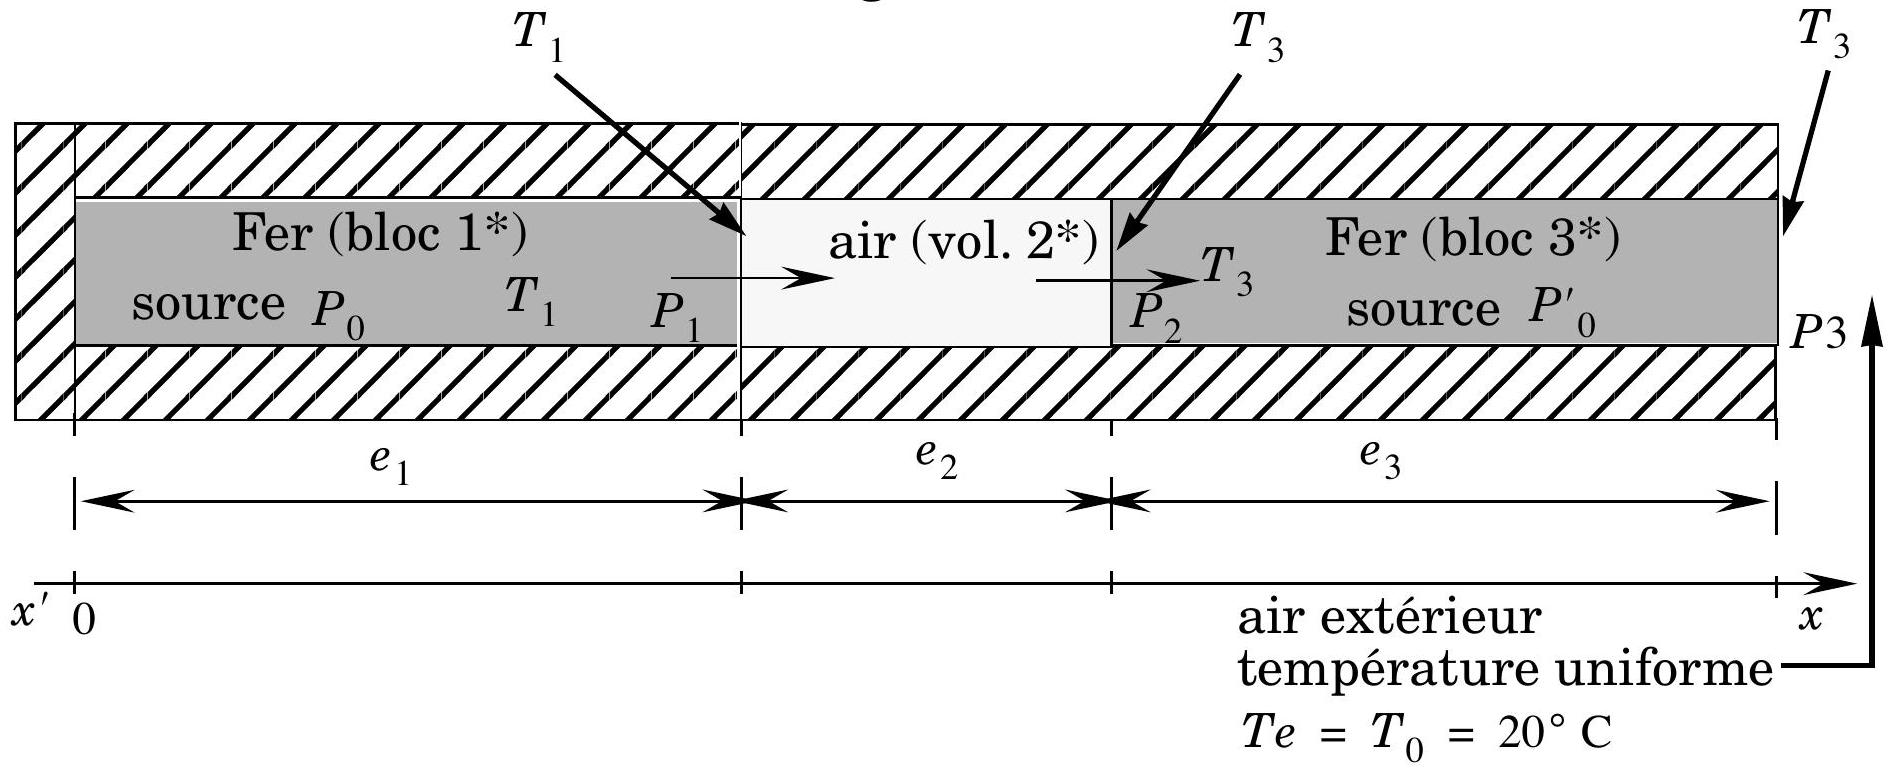 T₁
T₃
T₃
Fer (bloc 1*)
source P₀
T₁
P₁
air (vol. 2*)
P₂
T₃
Fer (bloc 3*)
source P′₀
P3
e₁
e₂
e₃
x′
0
x
air extérieur
température uniforme
Te = T₀ = 20° C